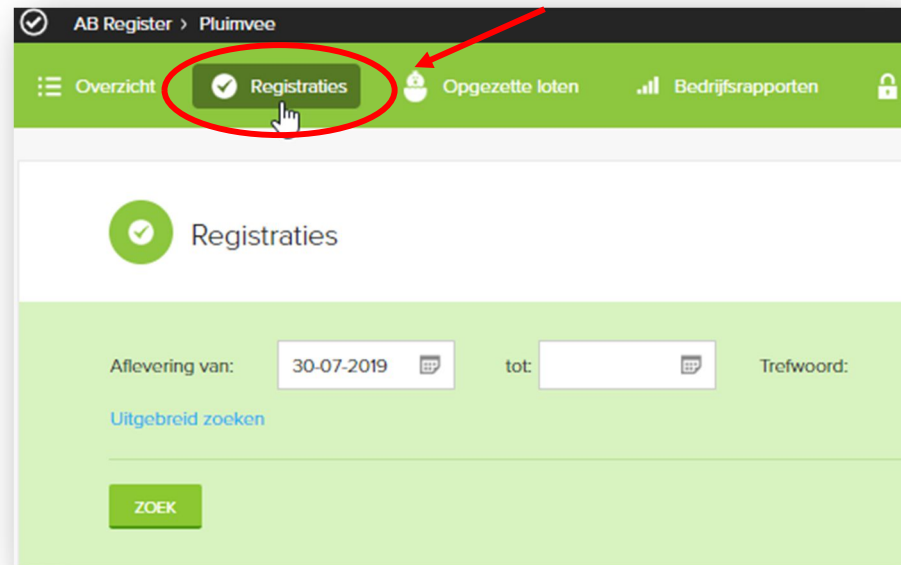 AB Register > Pluimvee
Overzicht Registraties Opgezette loten Bedrijfsrapporten
Registraties
Aflevering van: 30-07-2019 tot: Trefwoord:
Uitgebreid zoeken
ZOEK